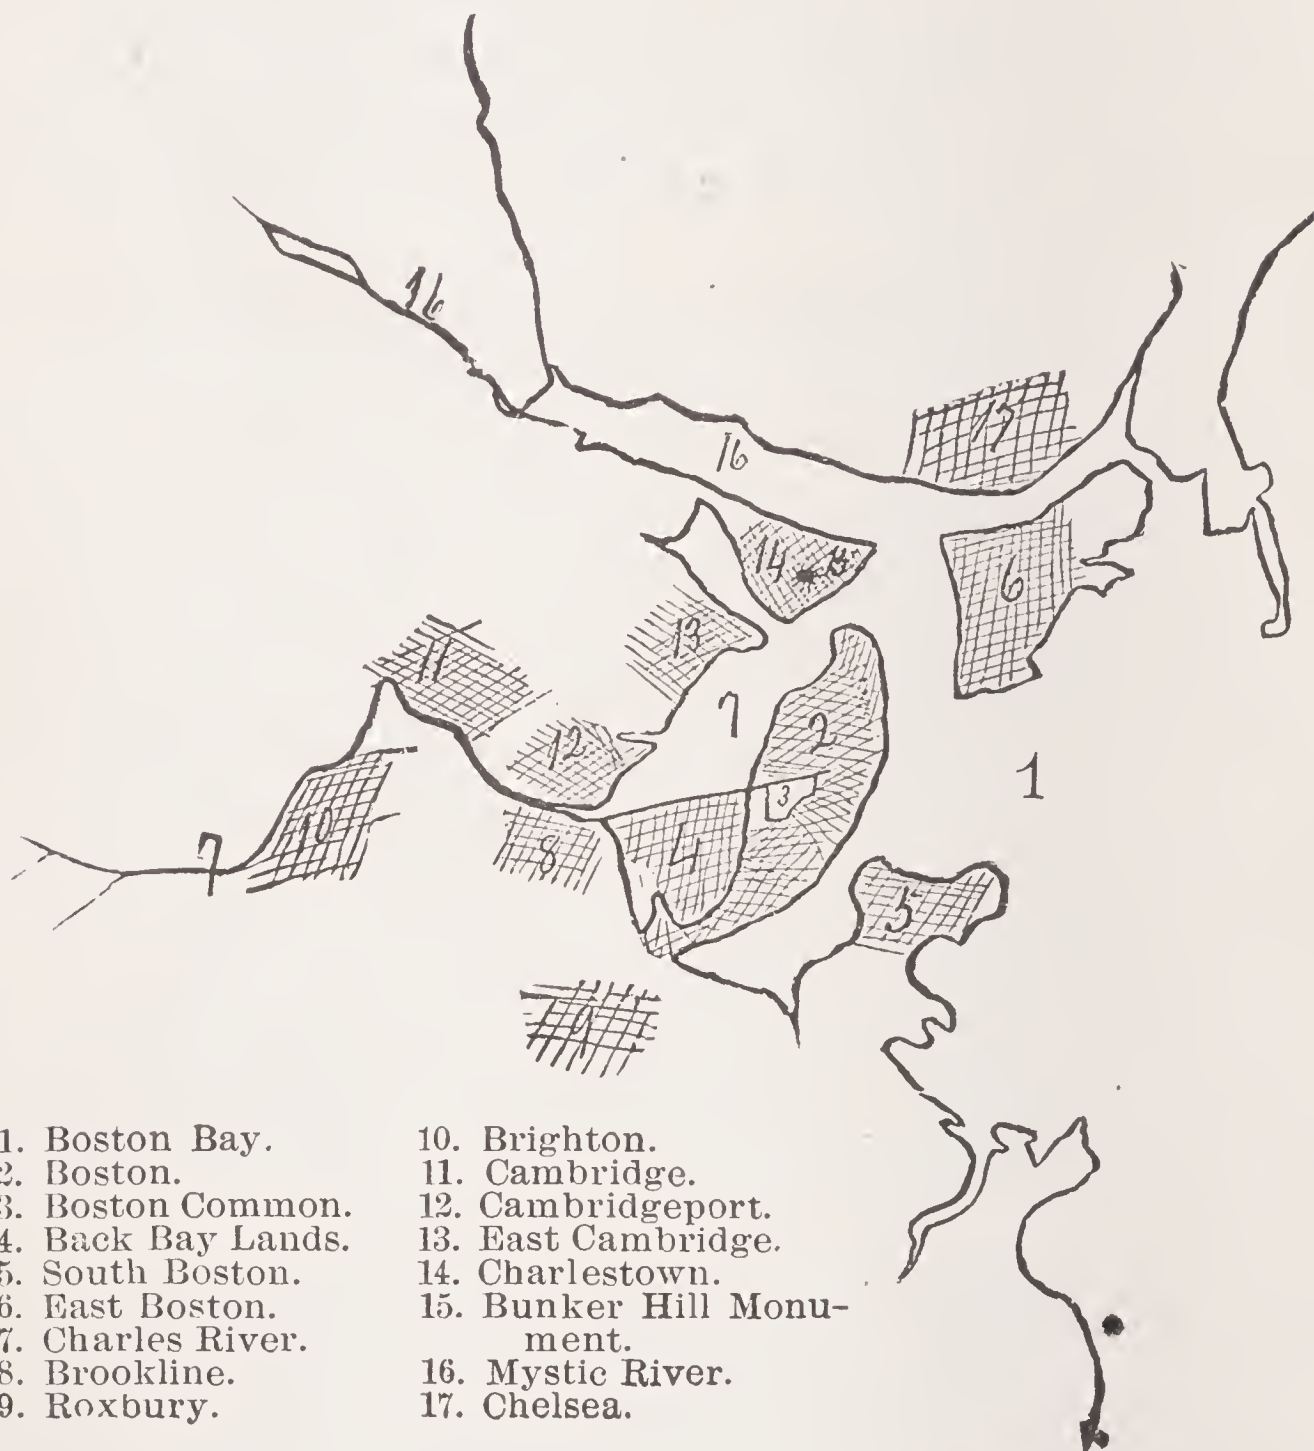 16
17
16
14
15
6
13
11
7
2
12
1
3
10
7
8
4
5
9
1. Boston Bay.
2. Boston.
3. Boston Common.
4. Back Bay Lands.
5. South Boston.
6. East Boston.
7. Charles River.
8. Brookline.
9. Roxbury.
10. Brighton.
11. Cambridge.
12. Cambridgeport.
13. East Cambridge.
14. Charlestown.
15. Bunker Hill Monu-
ment.
16. Mystic River.
17. Chelsea.